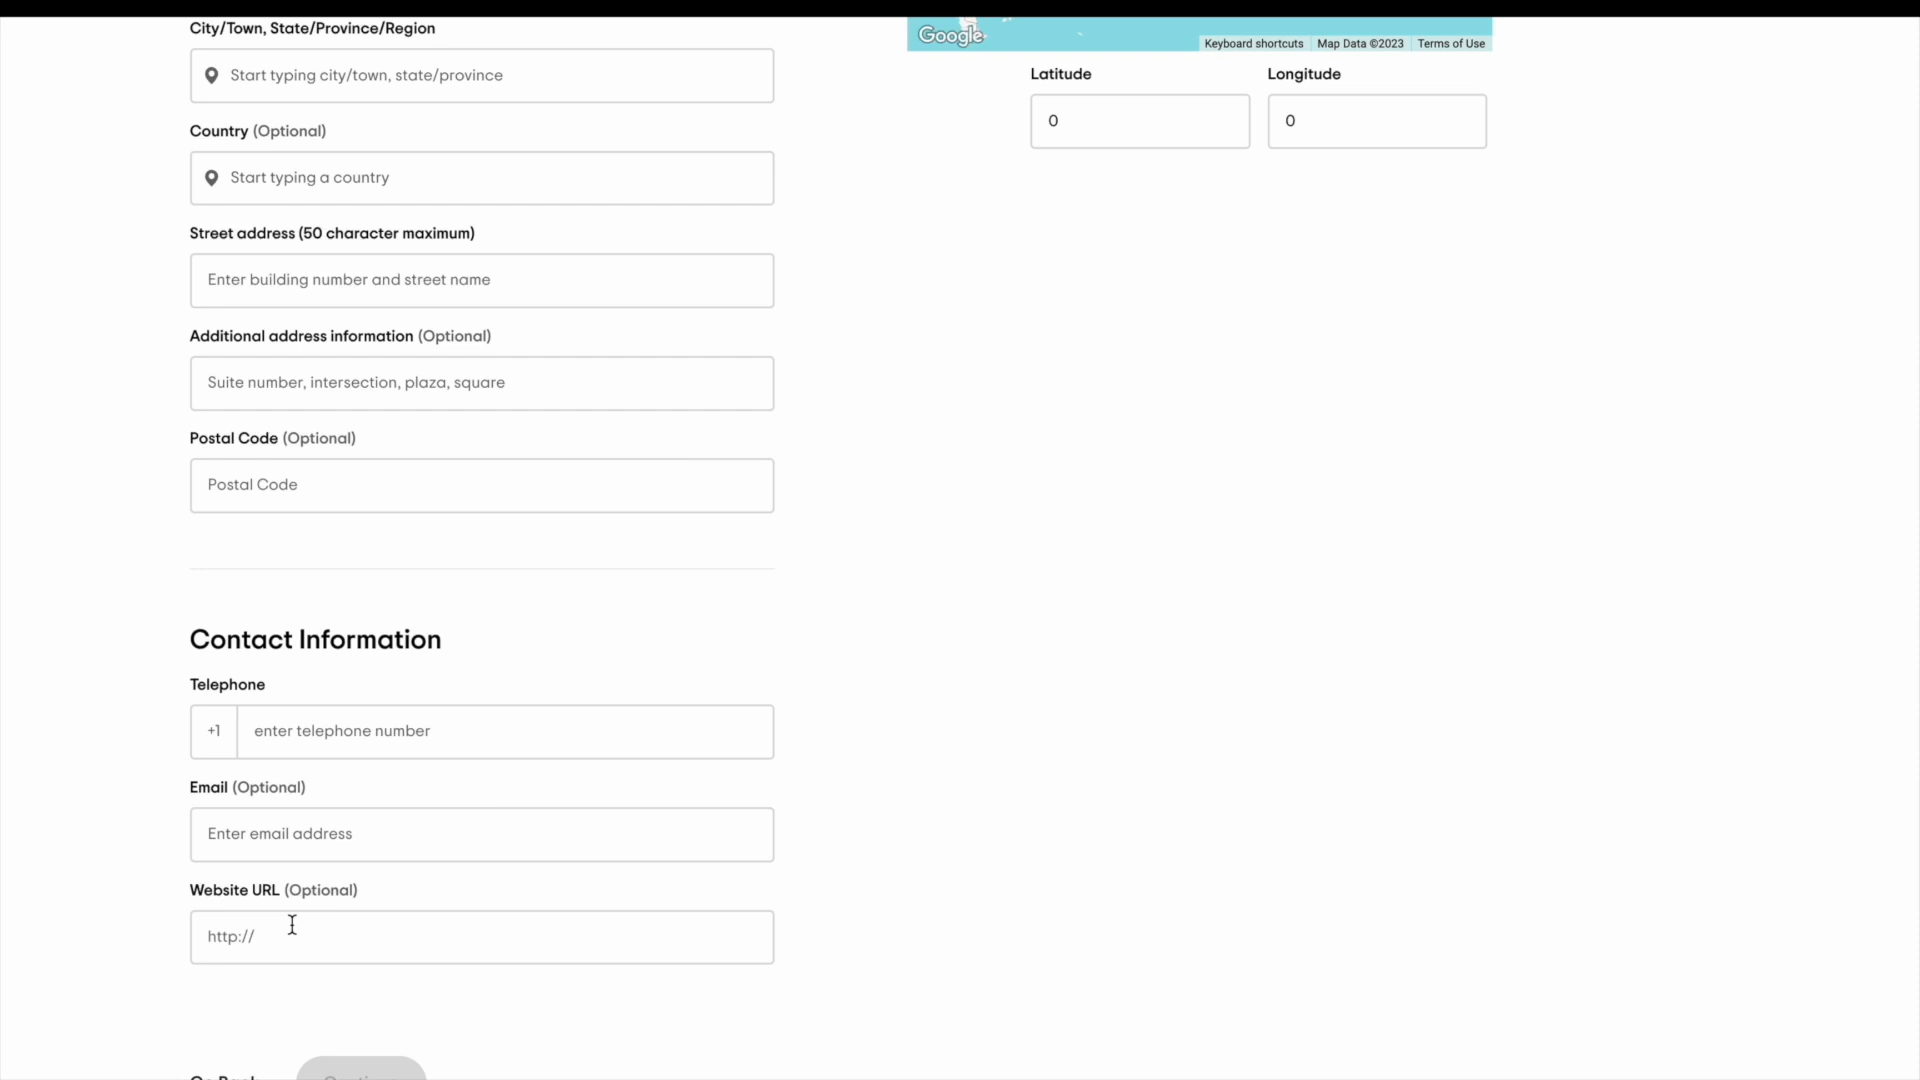 City/Town, State/Province/Region
Start typing city/town, state/province
Country (Optional)
Start typing a country
Street address (50 character maximum)
Enter building number and street name
Additional address information (Optional)
Suite number, intersection, plaza, square
Postal Code (Optional)
Postal Code
Contact Information
Telephone
+1 enter telephone number
Email (Optional)
Enter email address
Website URL (Optional)
http://
Google
Keyboard shortcuts Map Data ©2023 Terms of Use
Latitude Longitude
0 0